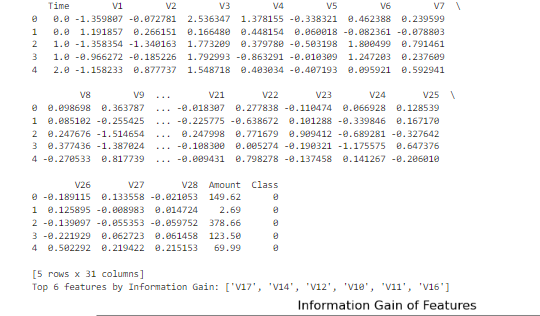 Time V1 V2 V3 V4 V5 V6 V7 \
0 0.0 -1.359807 -0.072781 2.536347 1.378155 -0.338321 0.462388 0.239599
1 0.0 1.191857 0.266151 0.166480 0.448154 0.060018 -0.082361 -0.078803
2 1.0 -1.358354 -1.340163 1.773209 0.379780 -0.503198 1.800499 0.791461
3 1.0 -0.966272 -0.185226 1.792993 -0.863291 -0.010309 1.247203 0.237609
4 2.0 -1.158233 0.877737 1.548718 0.403034 -0.407193 0.095921 0.592941
V8 V9 ... V21 V22 V23 V24 V25 \
0 0.098698 0.363787 ... -0.018307 0.277838 -0.110474 0.066928 0.128539
1 0.085102 -0.255425 ... -0.225775 -0.638672 0.101288 -0.339846 0.167170
2 0.247676 -1.514654 ... 0.247998 0.771679 0.909412 -0.689281 -0.327642
3 0.377436 -1.387024 ... -0.108300 0.005274 -0.190321 -1.175575 0.647376
4 -0.270533 0.817739 ... -0.009431 0.798278 -0.137458 0.141267 -0.206010
V26 V27 V28 Amount Class
0 -0.189115 0.133558 -0.021053 149.62 0
1 0.125895 -0.008983 0.014724 2.69 0
2 -0.139097 -0.055353 -0.059752 378.66 0
3 -0.221929 0.062723 0.061458 123.50 0
4 0.502292 0.219422 0.215153 69.99 0
[5 rows x 31 columns]
Top 6 features by Information Gain: ['V17', 'V14', 'V12', 'V10', 'V11', 'V16']
Information Gain of Features